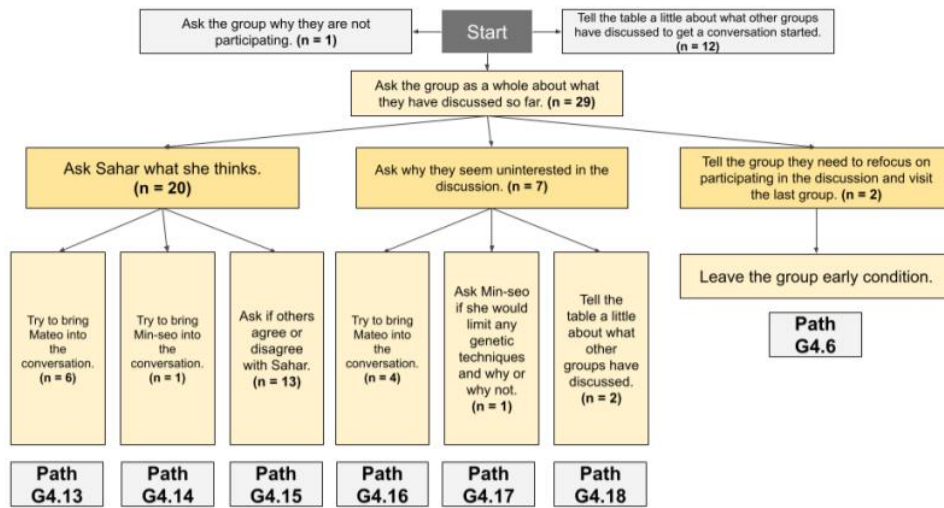 Ask the group why they are not
participating. (n = 1)
Start
Tell the table a little about what other groups
have discussed to get a conversation started.
(n = 12)
Ask the group as a whole about what
they have discussed so far. (n = 29)
Ask Sahar what she thinks.
(n = 20)
Ask why they seem uninterested in the
discussion. (n = 7)
Tell the group they need to refocus on
participating in the discussion and visit
the last group. (n = 2)
Try to bring
Mateo into
the
conversation.
(n = 6)
Try to bring
Min-seo into
the
conversation.
(n = 1)
Ask if others
agree or
disagree
with Sahar.
(n = 13)
Try to bring
Mateo into the
conversation.
(n = 4)
Ask Min-seo
if she would
limit any
genetic
techniques
and why or
why not.
(n = 1)
Tell the
table a little
about what
other
groups have
discussed.
(n = 2)
Leave the group early condition.
Path
G4.6
Path
G4.13
Path
G4.14
Path
G4.15
Path
G4.16
Path
G4.17
Path
G4.18